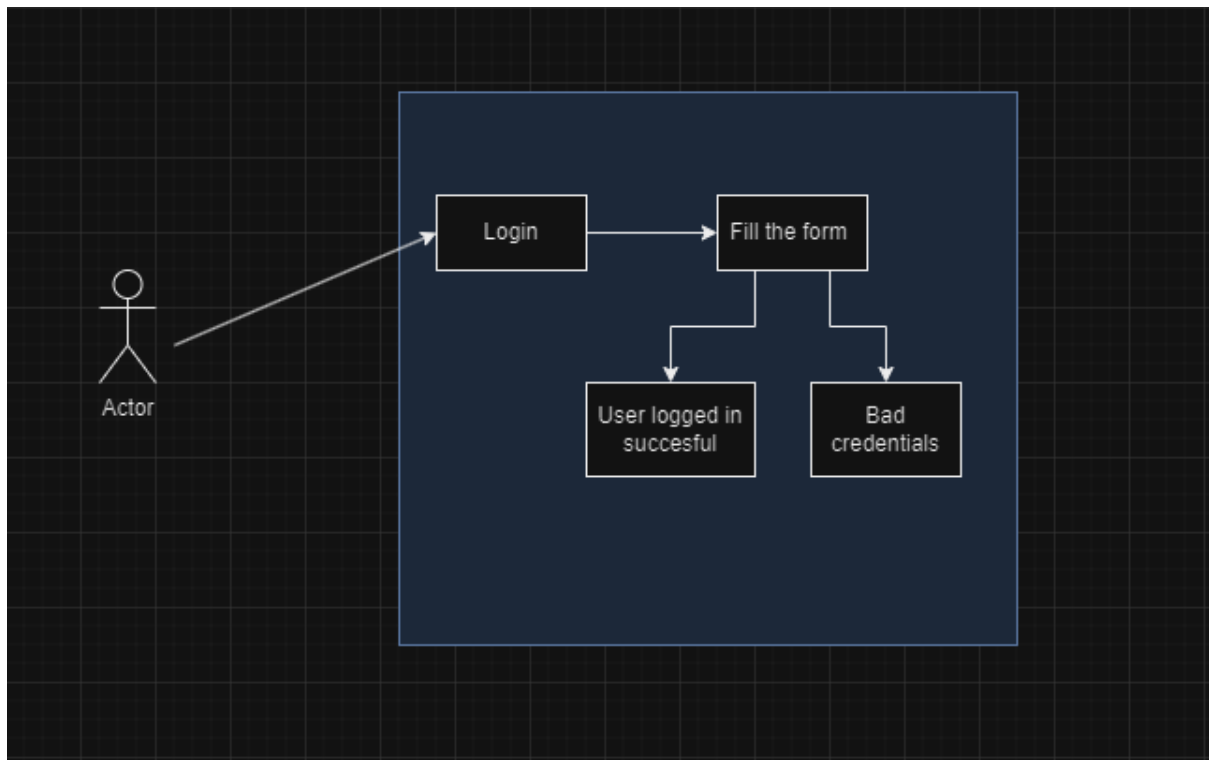 Login
Fill the form
Actor
User logged in
succesful
Bad
credentials